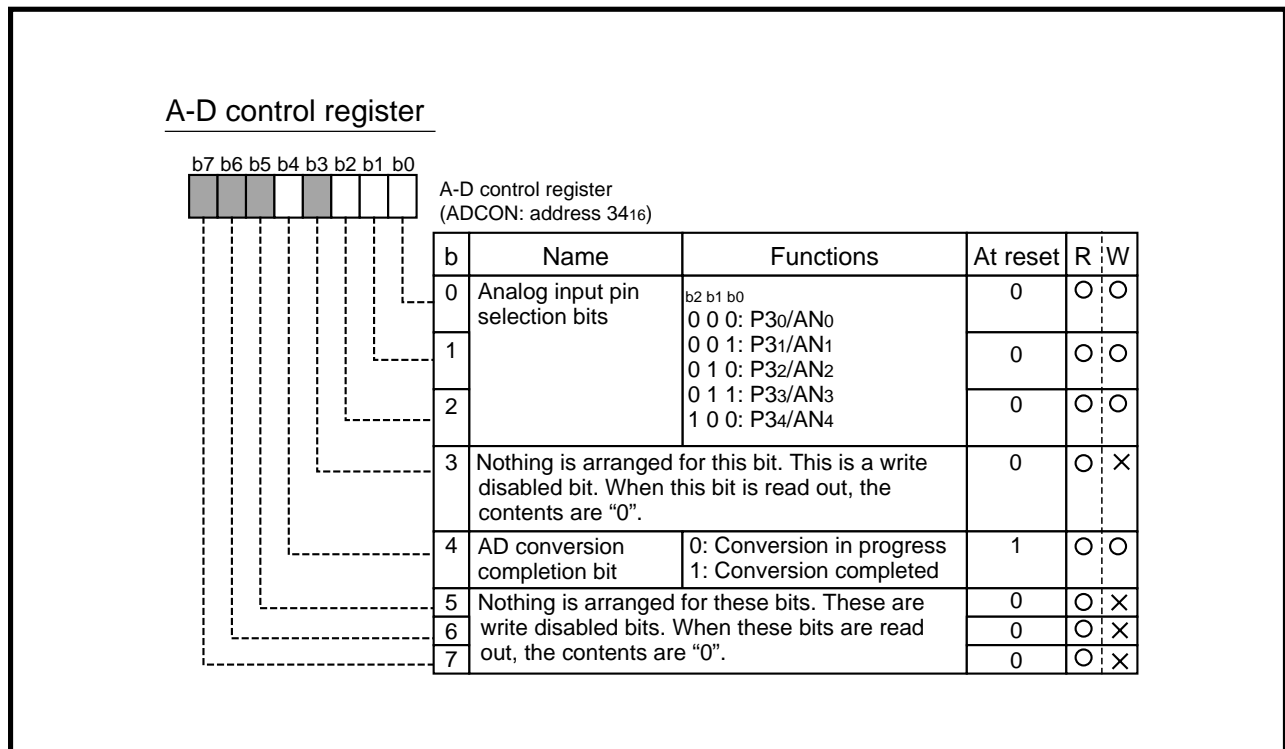 A-D control register
b7 b6 b5 b4 b3 b2 b1 b0
A-D control register
(ADCON: address 3416)
b Name Functions At reset R W
0 Analog input pin selection bits b2 b1 b0 0 O O
0 0 0: P30/AN0
0 0 1: P31/AN1
1 0 O O
0 1 0: P32/AN2
0 1 1: P33/AN3
2 0 O O
1 0 0: P34/AN4
3 Nothing is arranged for this bit. This is a write 0 O ×
disabled bit. When this bit is read out, the
contents are “0”.
4 AD conversion 0: Conversion in progress 1 O O
completion bit 1: Conversion completed
5 Nothing is arranged for these bits. These are 0 O ×
6 write disabled bits. When these bits are read 0 O ×
7 out, the contents are “0”. 0 O ×